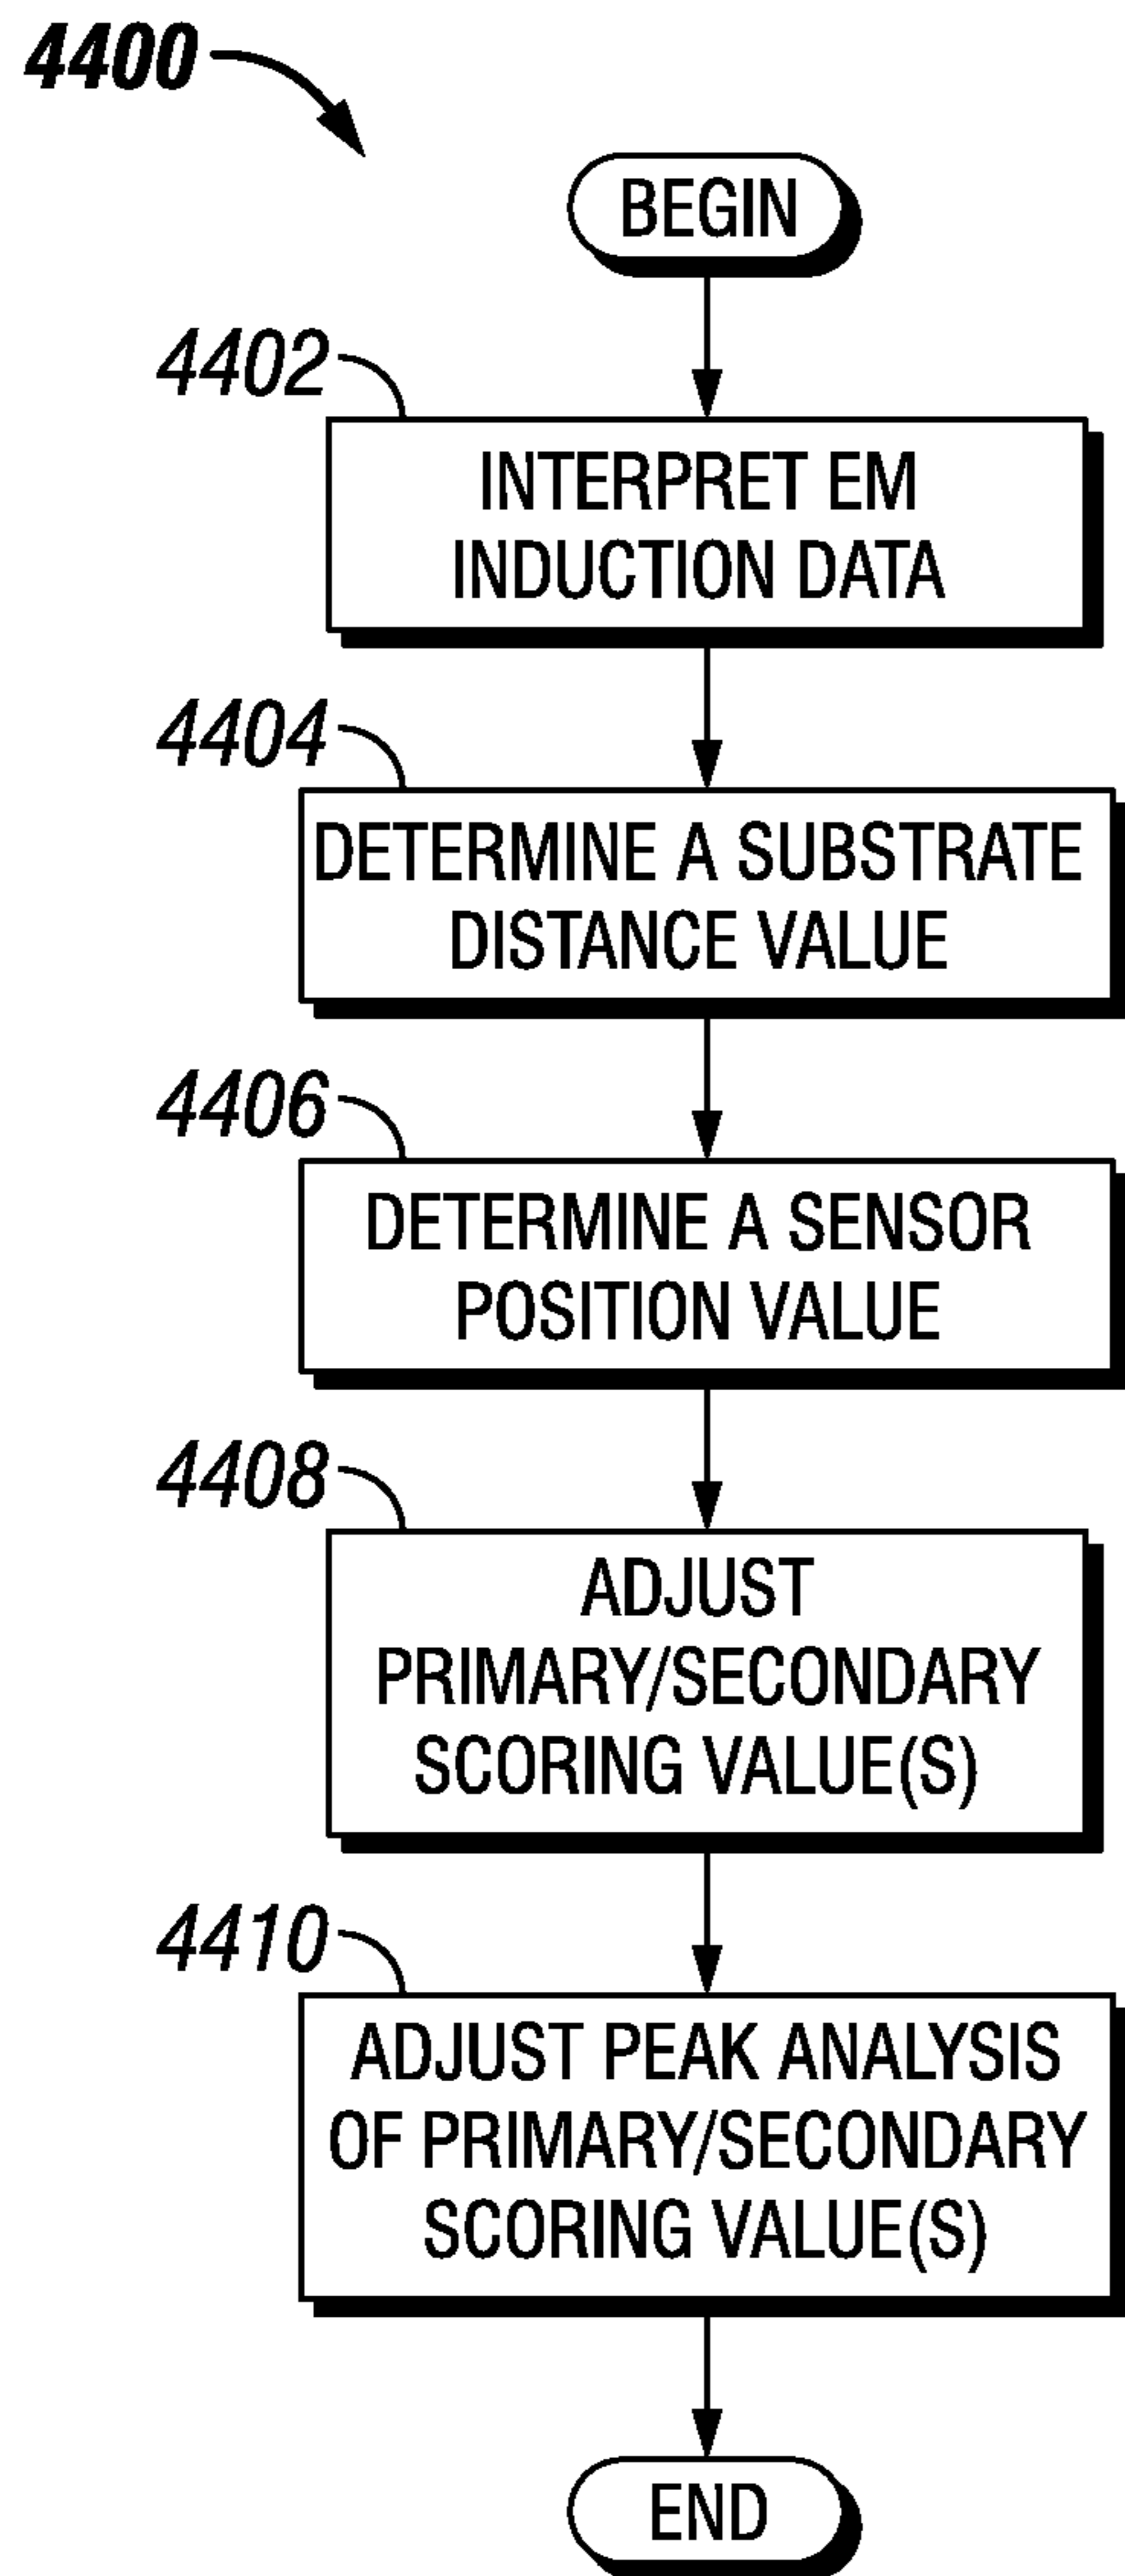 4400
BEGIN
4402
INTERPRET EM
INDUCTION DATA
4404
DETERMINE A SUBSTRATE
DISTANCE VALUE
4406
DETERMINE A SENSOR
POSITION VALUE
4408
ADJUST
PRIMARY/SECONDARY
SCORING VALUE(S)
4410
ADJUST PEAK ANALYSIS
OF PRIMARY/SECONDARY
SCORING VALUE(S)
END